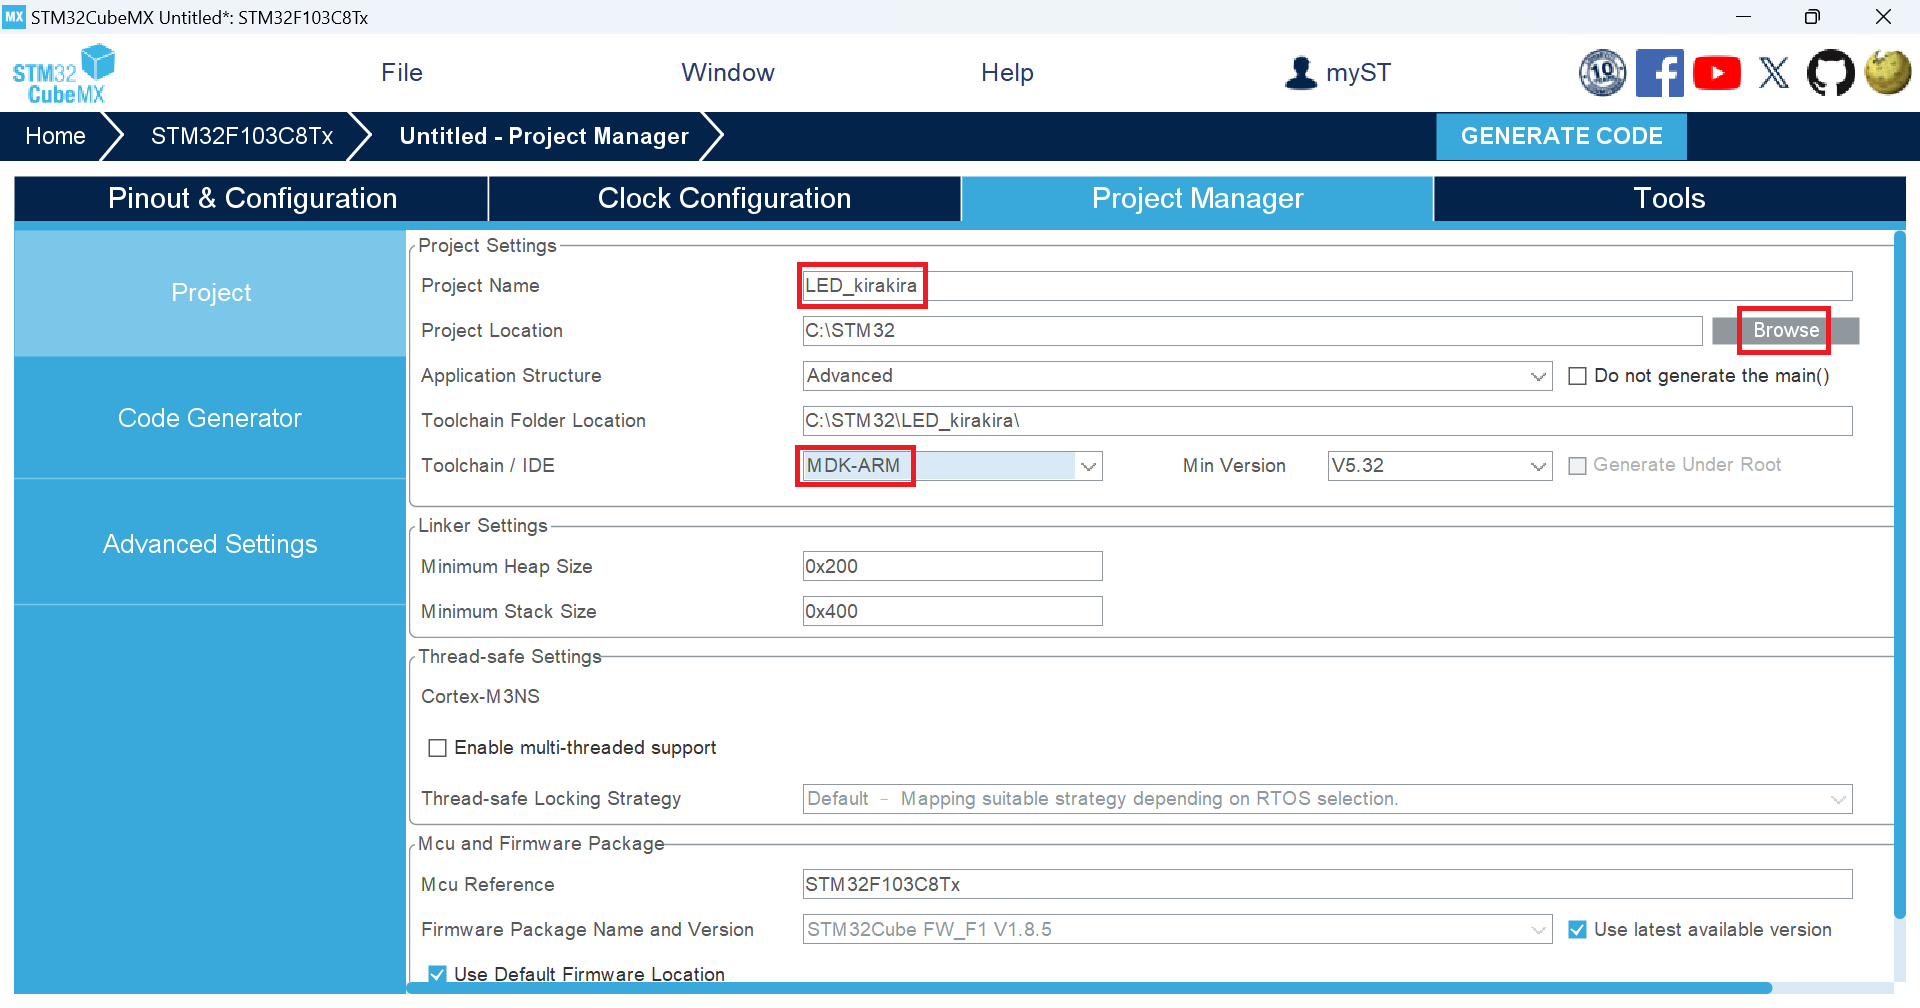 MX STM32CubeMX Untitled*: STM32F103C8Tx
STM32 CubeMX
File Window Help myST
10
Home STM32F103C8Tx Untitled - Project Manager GENERATE CODE
Pinout & Configuration Clock Configuration Project Manager Tools
Project
Code Generator
Advanced Settings
Project Settings
Project Name LED_kirakira
Project Location C:\STM32 Browse
Application Structure Advanced Do not generate the main()
Toolchain Folder Location C:\STM32\LED_kirakira\
Toolchain / IDE MDK-ARM Min Version V5.32 Generate Under Root
Linker Settings
Minimum Heap Size 0x200
Minimum Stack Size 0x400
Thread-safe Settings
Cortex-M3NS
Enable multi-threaded support
Thread-safe Locking Strategy Default – Mapping suitable strategy depending on RTOS selection.
Mcu and Firmware Package
Mcu Reference STM32F103C8Tx
Firmware Package Name and Version STM32Cube FW_F1 V1.8.5 Use latest available version
Use Default Firmware Location